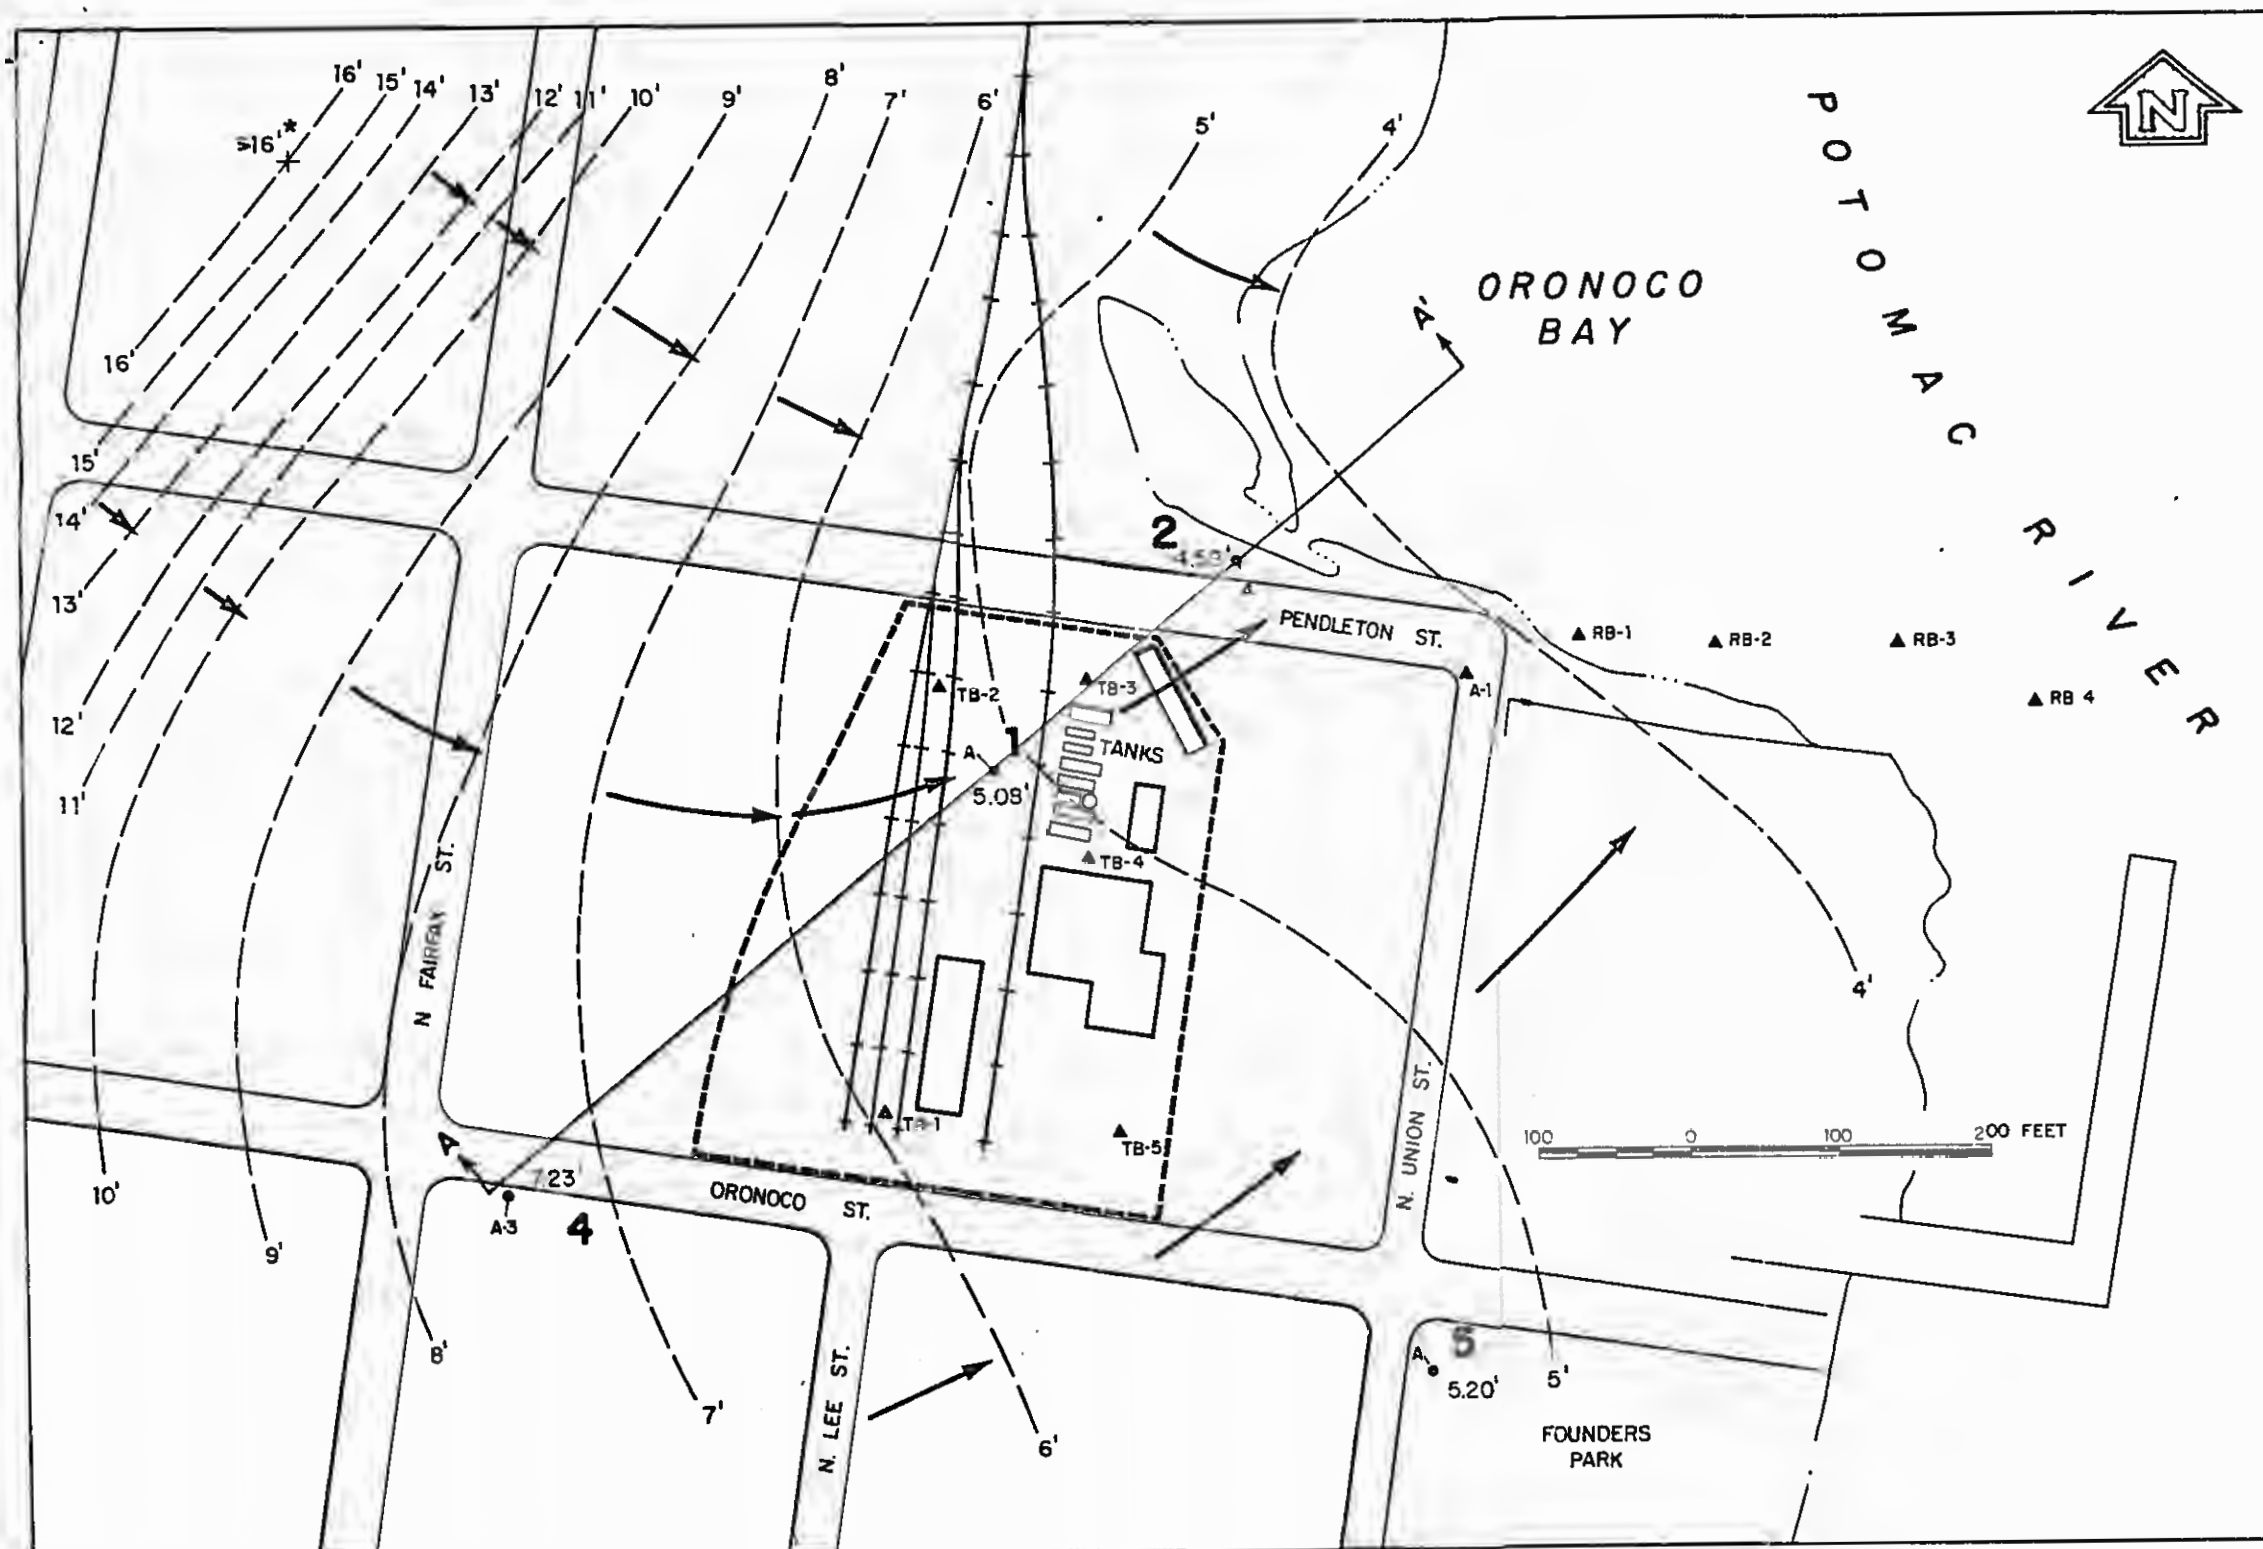 16'
15'
14'
13'
12'
11'
10'
9'
8'
7'
6'
5'
4'
N
≥16'*
POTOMAC RIVER
ORONOCO
BAY
A'
16'
15'
14'
13'
12'
11'
2
4.59'
PENDLETON ST.
RB-1
RB-2
RB-3
RB 4
A-1
TB-2
TB-3
1
A
TANKS
5.08'
TB-4
N FAIRFAX ST.
4'
N. UNION ST.
100 0 100 200 FEET
TB-1
TB-5
A
7.23'
ORONOCO ST.
A-3
4
10'
9'
8'
7'
6'
5'
N. LEE ST.
5
A
5.20'
FOUNDERS
PARK